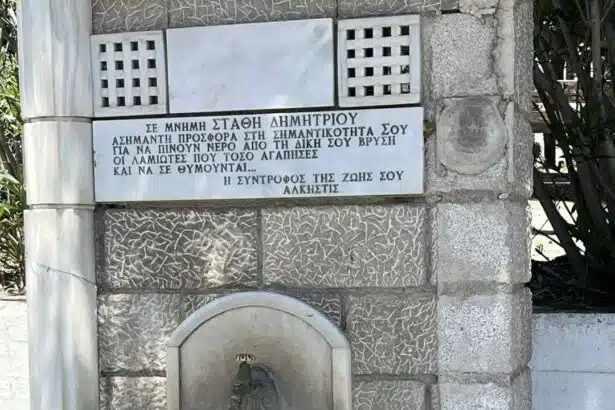 ΣΕ ΜΝΗΜΗ ΣΤΑΘΗ ΔΗΜΗΤΡΙΟΥ
ΑΣΗΜΑΝΤΗ ΠΡΟΣΦΟΡΑ ΣΤΗ ΣΗΜΑΝΤΙΚΟΤΗΤΑ ΣΟΥ
ΓΙΑ ΝΑ ΠΙΝΟΥΝ ΝΕΡΟ ΑΠΟ ΤΗ ΔΙΚΗ ΣΟΥ ΒΡΥΣΗ
ΟΙ ΛΑΜΙΩΤΕΣ ΠΟΥ ΤΟΣΟ ΑΓΑΠΗΣΕΣ
ΚΑΙ ΝΑ ΣΕ ΘΥΜΟΥΝΤΑΙ...
Η ΣΥΝΤΡΟΦΟΣ ΤΗΣ ΖΩΗΣ ΣΟΥ
ΑΛΚΗΣΤΙΣ